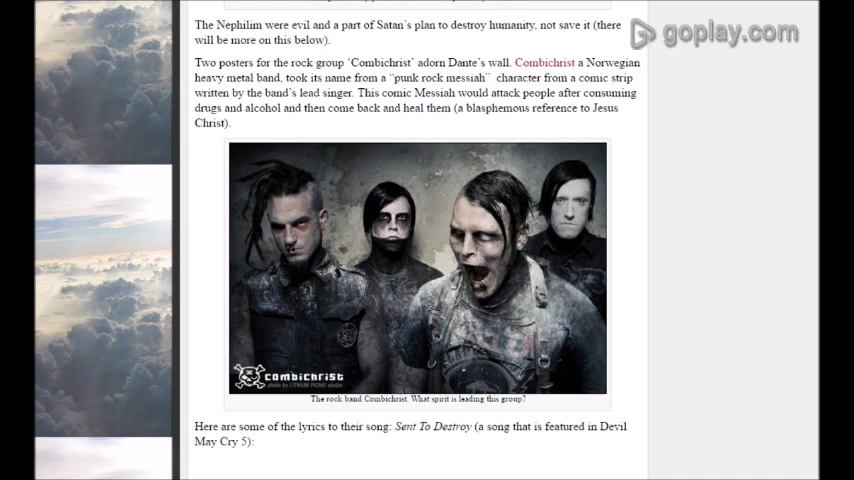 The Nephilim were evil and a part of Satan's plan to destroy humanity, not save it (there
will be more on this below).
goplay.com
Two posters for the rock group 'Combichrist' adorn Dante's wall. Combichrist a Norwegian
heavy metal band, took its name from a "punk rock messiah" character from a comic strip
written by the band's lead singer. This comic Messiah would attack people after consuming
drugs and alcohol and then come back and heal them (a blasphemous reference to Jesus
Christ).
combichrist
photo by LITHIUM PICNIC studio
The rock band Combichrist. What spirit is leading this group?
Here are some of the lyrics to their song: Sent To Destroy (a song that is featured in Devil
May Cry 5):